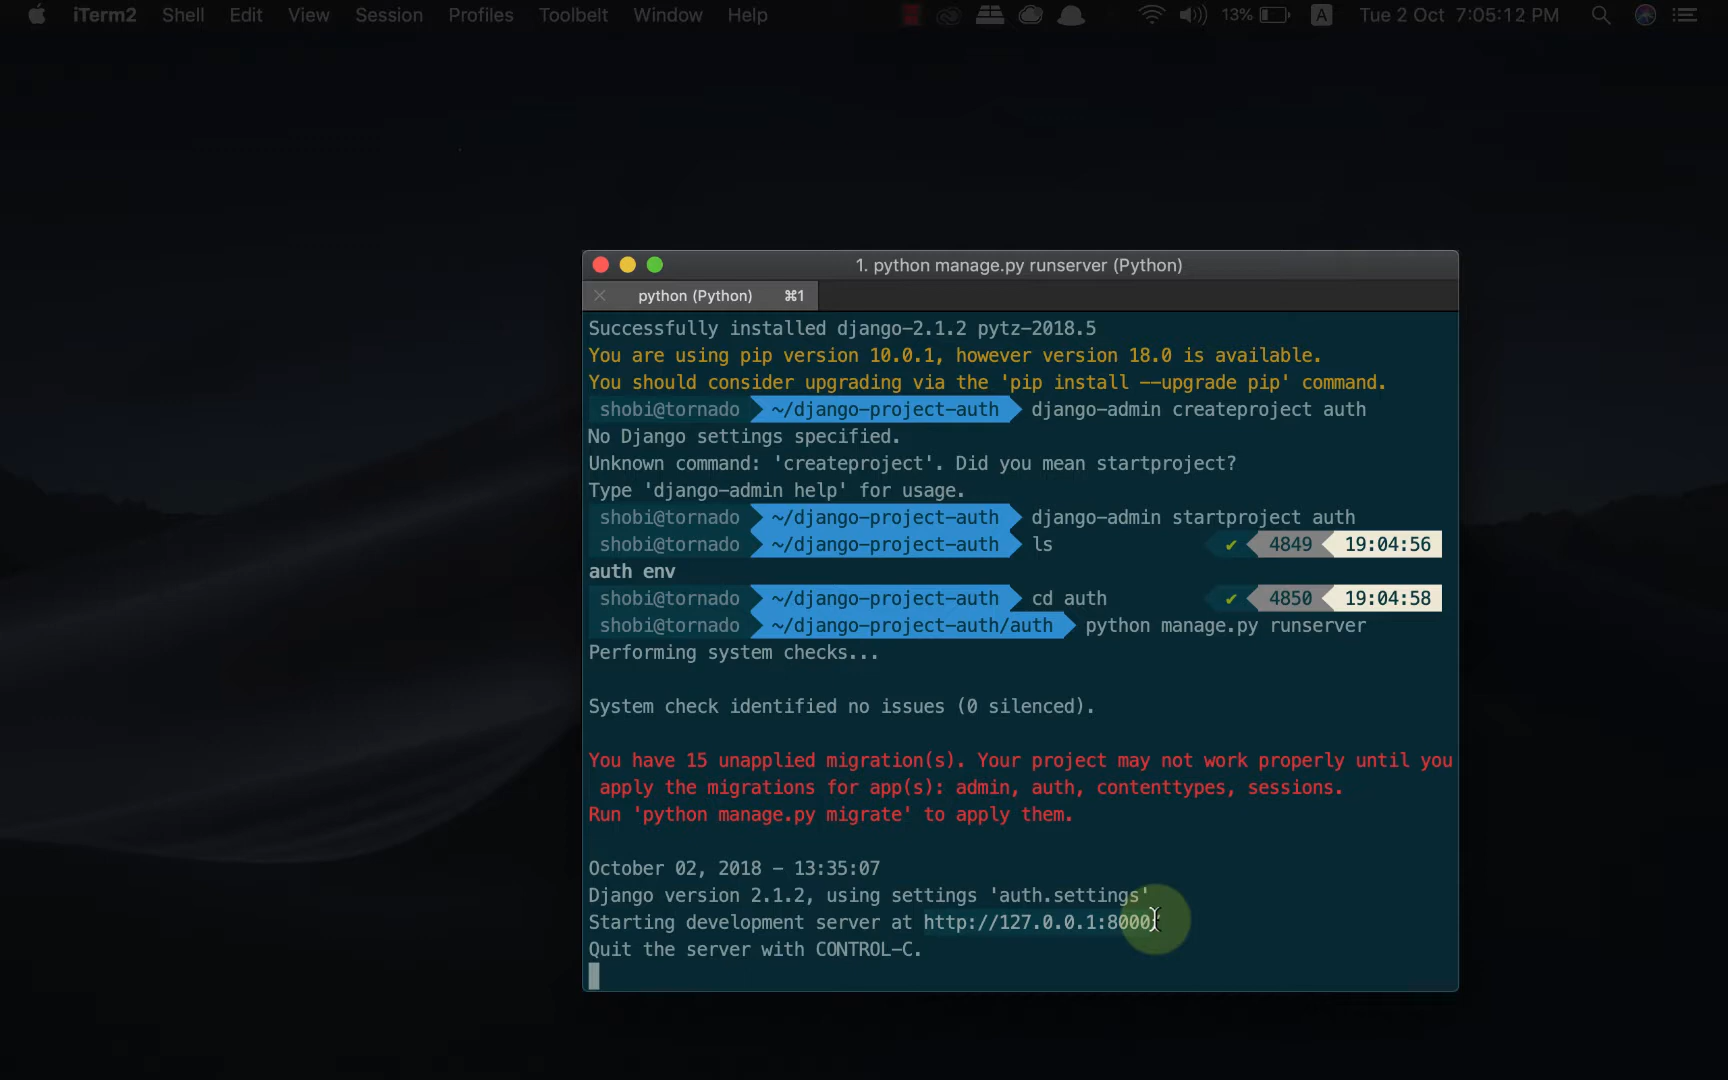 iTerm2 Shell Edit View Session Profiles Toolbelt Window Help 13% A Tue 2 Oct 7:05:12 PM
1. python manage.py runserver (Python)
python (Python) ⌘1
Successfully installed django-2.1.2 pytz-2018.5
You are using pip version 10.0.1, however version 18.0 is available.
You should consider upgrading via the 'pip install --upgrade pip' command.
shobi@tornado ~/django-project-auth django-admin createproject auth
No Django settings specified.
Unknown command: 'createproject'. Did you mean startproject?
Type 'django-admin help' for usage.
shobi@tornado ~/django-project-auth django-admin startproject auth
shobi@tornado ~/django-project-auth ls ✔ 4849 19:04:56
auth env
shobi@tornado ~/django-project-auth cd auth ✔ 4850 19:04:58
shobi@tornado ~/django-project-auth/auth python manage.py runserver
Performing system checks...
System check identified no issues (0 silenced).
You have 15 unapplied migration(s). Your project may not work properly until you
apply the migrations for app(s): admin, auth, contenttypes, sessions.
Run 'python manage.py migrate' to apply them.
October 02, 2018 - 13:35:07
Django version 2.1.2, using settings 'auth.settings'
Starting development server at http://127.0.0.1:8000/
Quit the server with CONTROL-C.